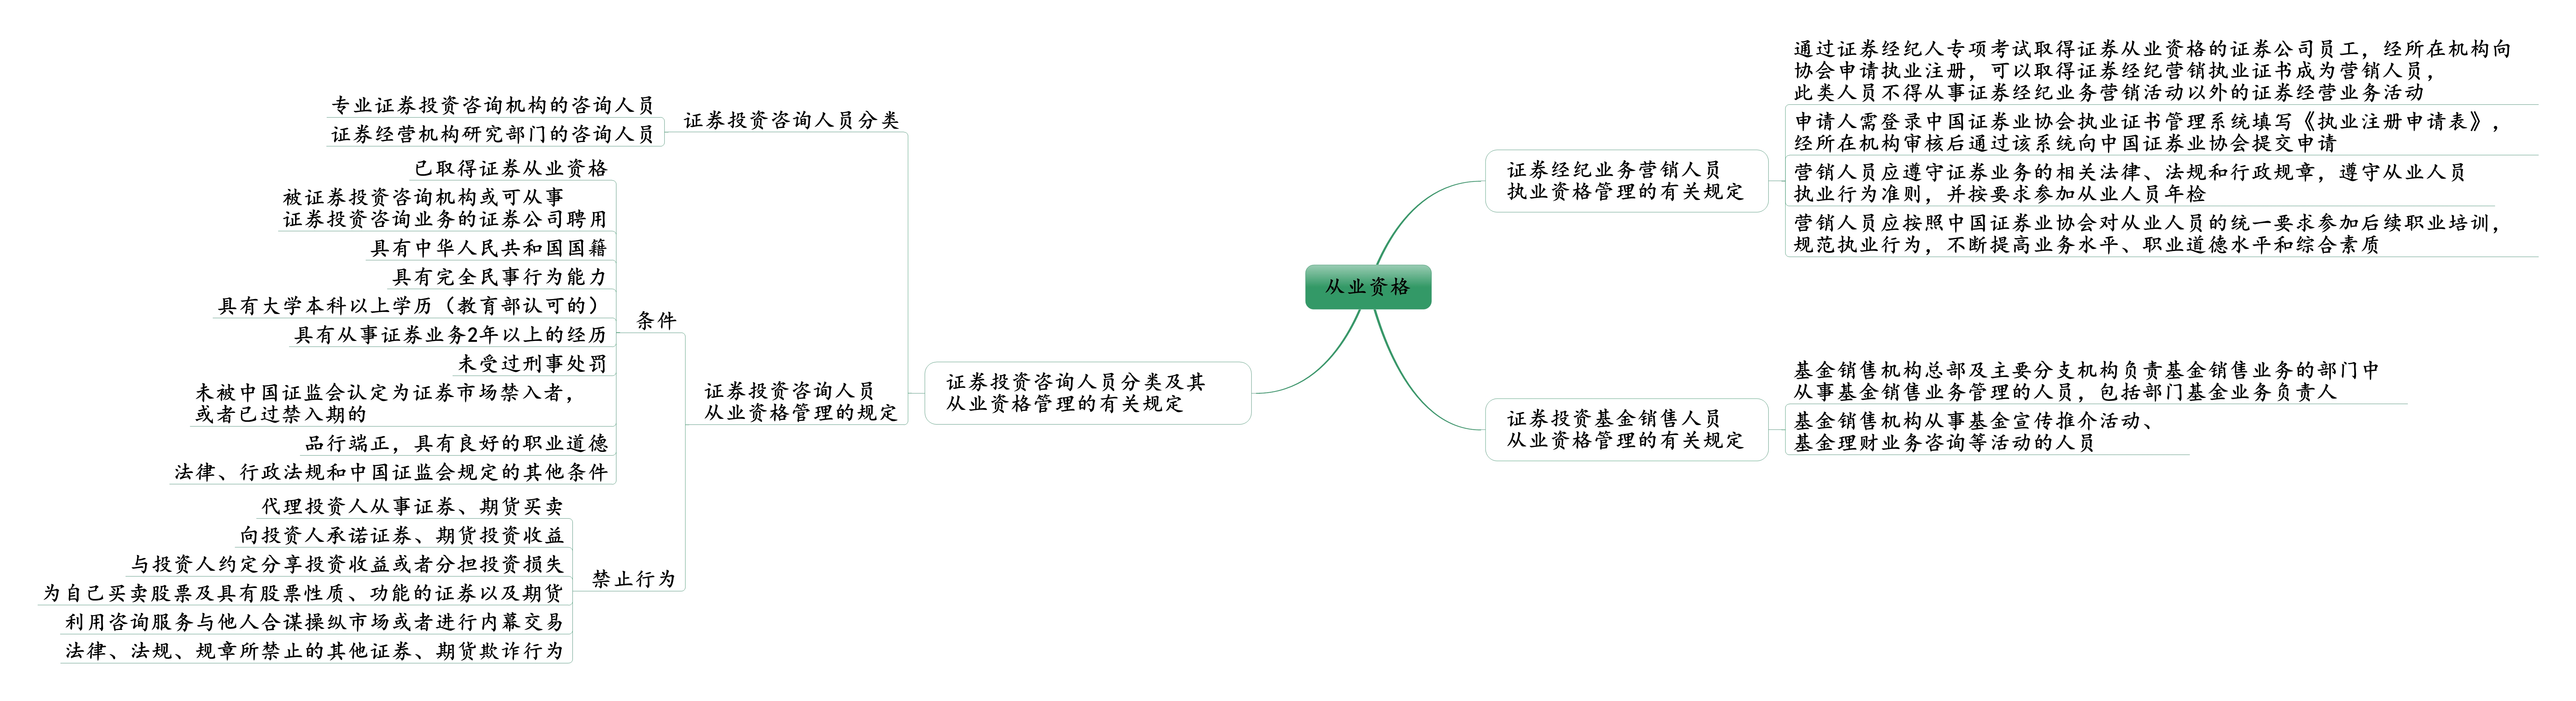 从业资格
证券经纪业务营销人员
执业资格管理的有关规定
通过证券经纪人专项考试取得证券从业资格的证券公司员工，经所在机构向
协会申请执业注册，可以取得证券经纪营销执业证书成为营销人员，
此类人员不得从事证券经纪业务营销活动以外的证券经营业务活动
申请人需登录中国证券业协会执业证书管理系统填写《执业注册申请表》，
经所在机构审核后通过该系统向中国证券业协会提交申请
营销人员应遵守证券业务的相关法律、法规和行政规章，遵守从业人员
执业行为准则，并按要求参加从业人员年检
营销人员应按照中国证券业协会对从业人员的统一要求参加后续职业培训，
规范执业行为，不断提高业务水平、职业道德水平和综合素质
证券投资基金销售人员
从业资格管理的有关规定
基金销售机构总部及主要分支机构负责基金销售业务的部门中
从事基金销售业务管理的人员，包括部门基金业务负责人
基金销售机构从事基金宣传推介活动、
基金理财业务咨询等活动的人员
证券投资咨询人员分类及其
从业资格管理的有关规定
证券投资咨询人员分类
专业证券投资咨询机构的咨询人员
证券经营机构研究部门的咨询人员
证券投资咨询人员
从业资格管理的规定
条件
已取得证券从业资格
被证券投资咨询机构或可从事
证券投资咨询业务的证券公司聘用
具有中华人民共和国国籍
具有完全民事行为能力
具有大学本科以上学历（教育部认可的）
具有从事证券业务2年以上的经历
未受过刑事处罚
未被中国证监会认定为证券市场禁入者，
或者已过禁入期的
品行端正，具有良好的职业道德
法律、行政法规和中国证监会规定的其他条件
禁止行为
代理投资人从事证券、期货买卖
向投资人承诺证券、期货投资收益
与投资人约定分享投资收益或者分担投资损失
为自己买卖股票及具有股票性质、功能的证券以及期货
利用咨询服务与他人合谋操纵市场或者进行内幕交易
法律、法规、规章所禁止的其他证券、期货欺诈行为